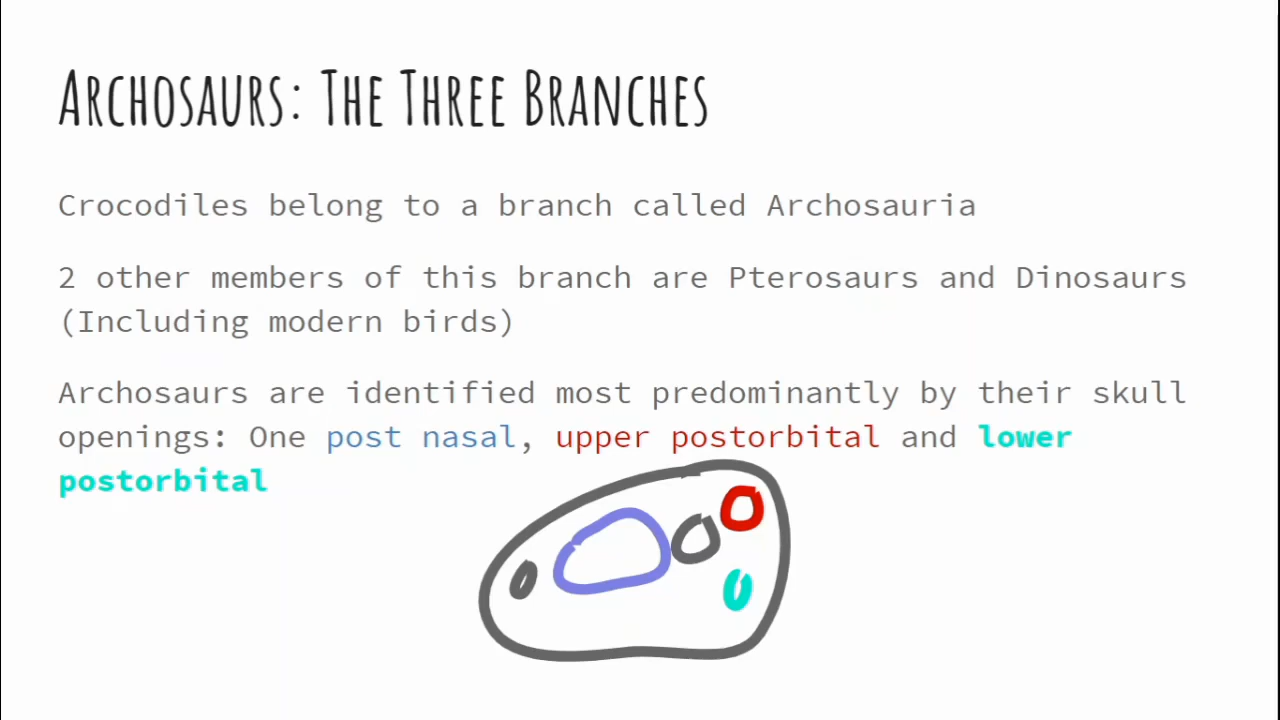 Archosaurs: The Three Branches
Crocodiles belong to a branch called Archosauria
2 other members of this branch are Pterosaurs and Dinosaurs
(Including modern birds)
Archosaurs are identified most predominantly by their skull
openings: One post nasal, upper postorbital and lower
postorbital